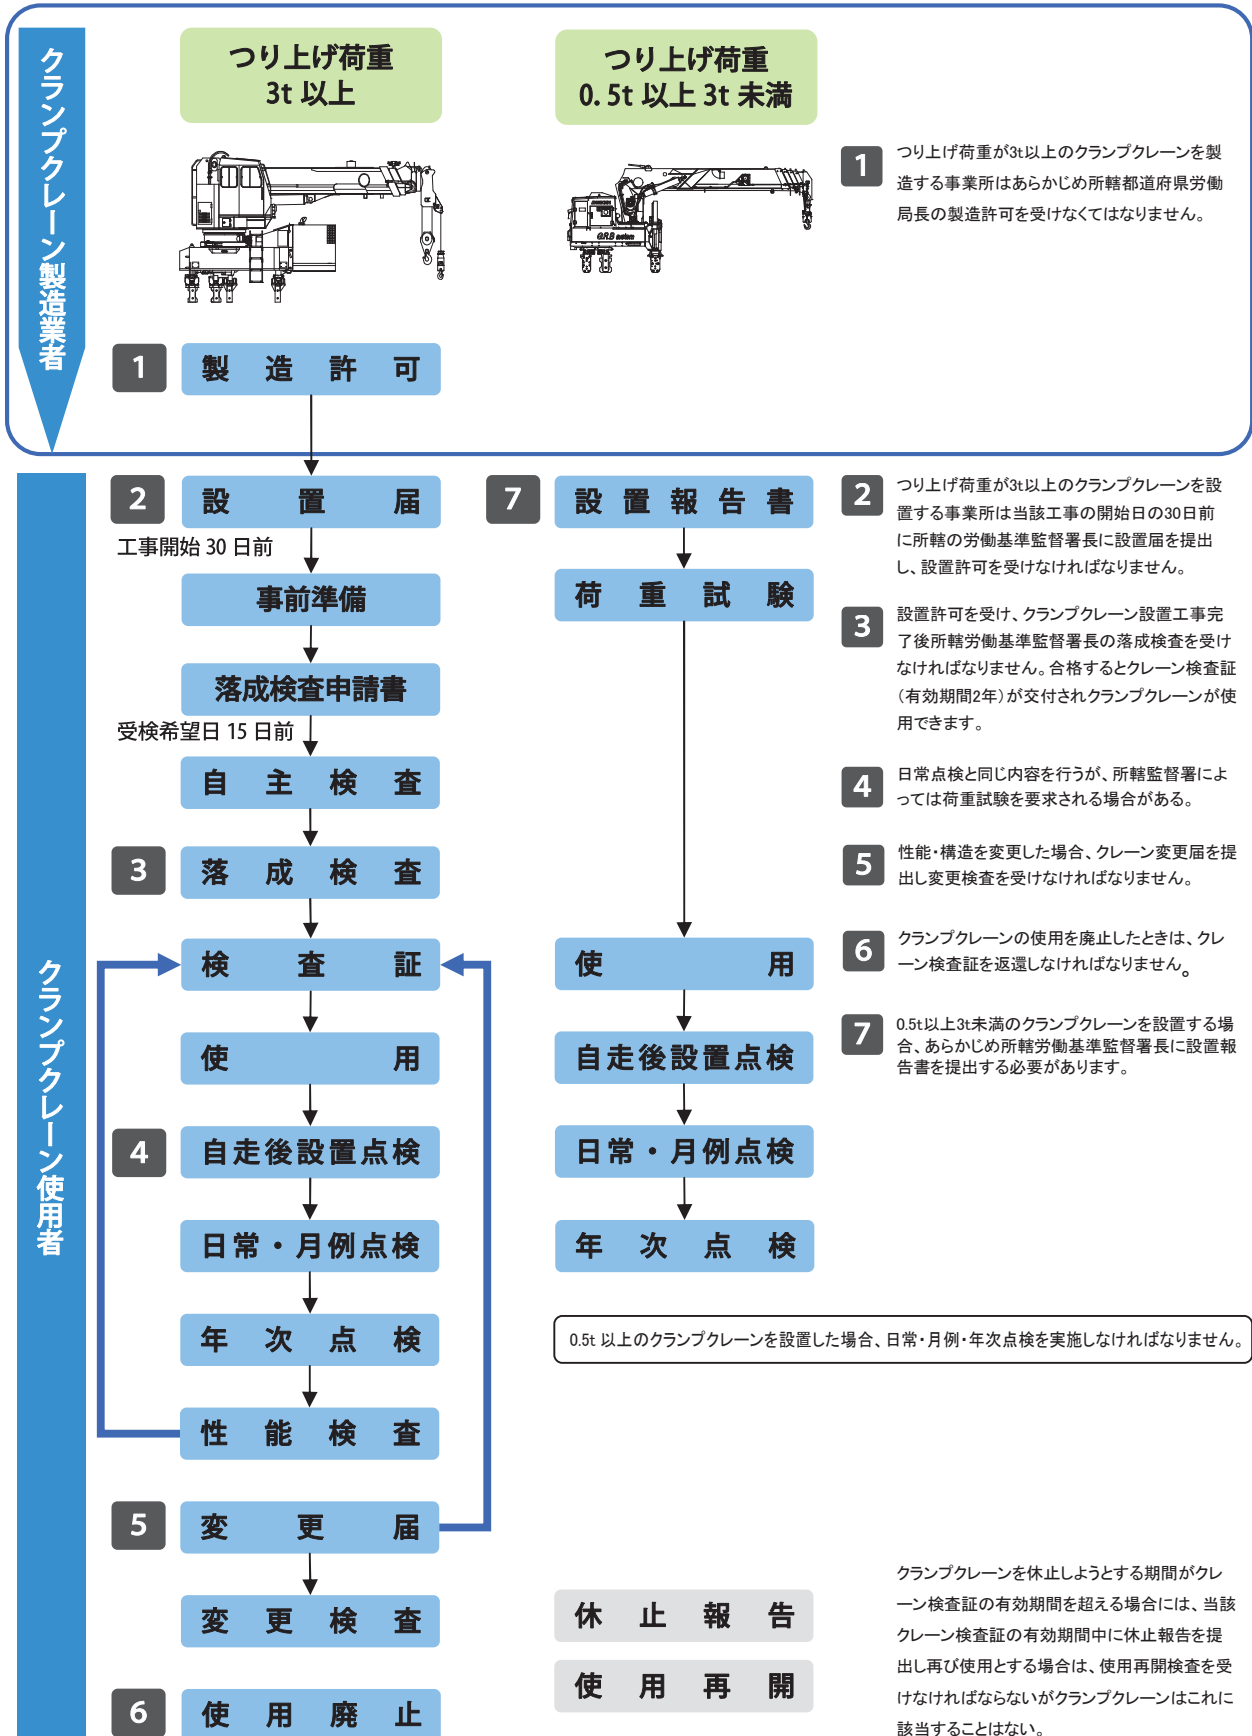 クランプクレーン製造業者
つり上げ荷重
3t 以上
つり上げ荷重
0.5t 以上 3t 未満
1
つり上げ荷重が3t以上のクランプクレーンを製
造する事業所はあらかじめ所轄都道府県労働
局長の製造許可を受けなくてはなりません。
1
製造許可
クランプクレーン使用者
2
設置届
工事開始 30 日前
事前準備
落成検査申請書
受検希望日 15 日前
自主検査
3
落成検査
検査証
使用
4
自走後設置点検
日常・月例点検
年次点検
性能検査
5
変更届
変更検査
6
使用廃止
7
設置報告書
荷重試験
使用
自走後設置点検
日常・月例点検
年次点検
2
つり上げ荷重が3t以上のクランプクレーンを設
置する事業所は当該工事の開始日の30日前
に所轄の労働基準監督署長に設置届を提出
し、設置許可を受けなければなりません。
3
設置許可を受け、クランプクレーン設置工事完
了後所轄労働基準監督署長の落成検査を受け
なければなりません。合格するとクレーン検査証
（有効期間2年）が交付されクランプクレーンが使
用できます。
4
日常点検と同じ内容を行うが、所轄監督署によ
っては荷重試験を要求される場合がある。
5
性能・構造を変更した場合、クレーン変更届を提
出し変更検査を受けなければなりません。
6
クランプクレーンの使用を廃止したときは、クレ
ーン検査証を返還しなければなりません。
7
0.5t以上3t未満のクランプクレーンを設置する場
合、あらかじめ所轄労働基準監督署長に設置報
告書を提出する必要があります。
0.5t 以上のクランプクレーンを設置した場合、日常・月例・年次点検を実施しなければなりません。
休止報告
使用再開
クランプクレーンを休止しようとする期間がクレ
ーン検査証の有効期間を超える場合には、当該
クレーン検査証の有効期間中に休止報告を提
出し再び使用とする場合は、使用再開検査を受
けなければならないがクランプクレーンはこれに
該当することはない。